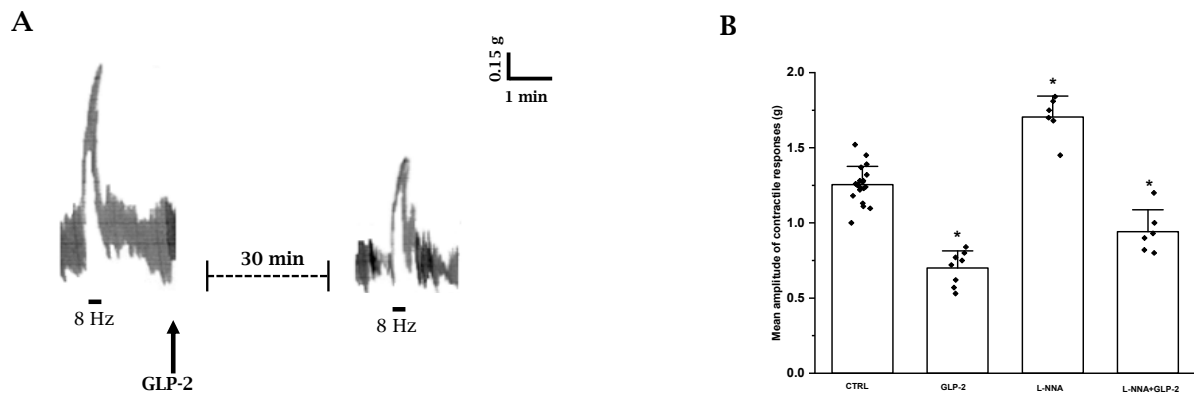 A
0.15 g
1 min
30 min
8 Hz
8 Hz
GLP-2
B
Mean amplitude of contractile responses (g)
2.0
1.5
1.0
0.5
0.0
*
*
*
CTRL
GLP-2
L-NNA
L-NNA+GLP-2